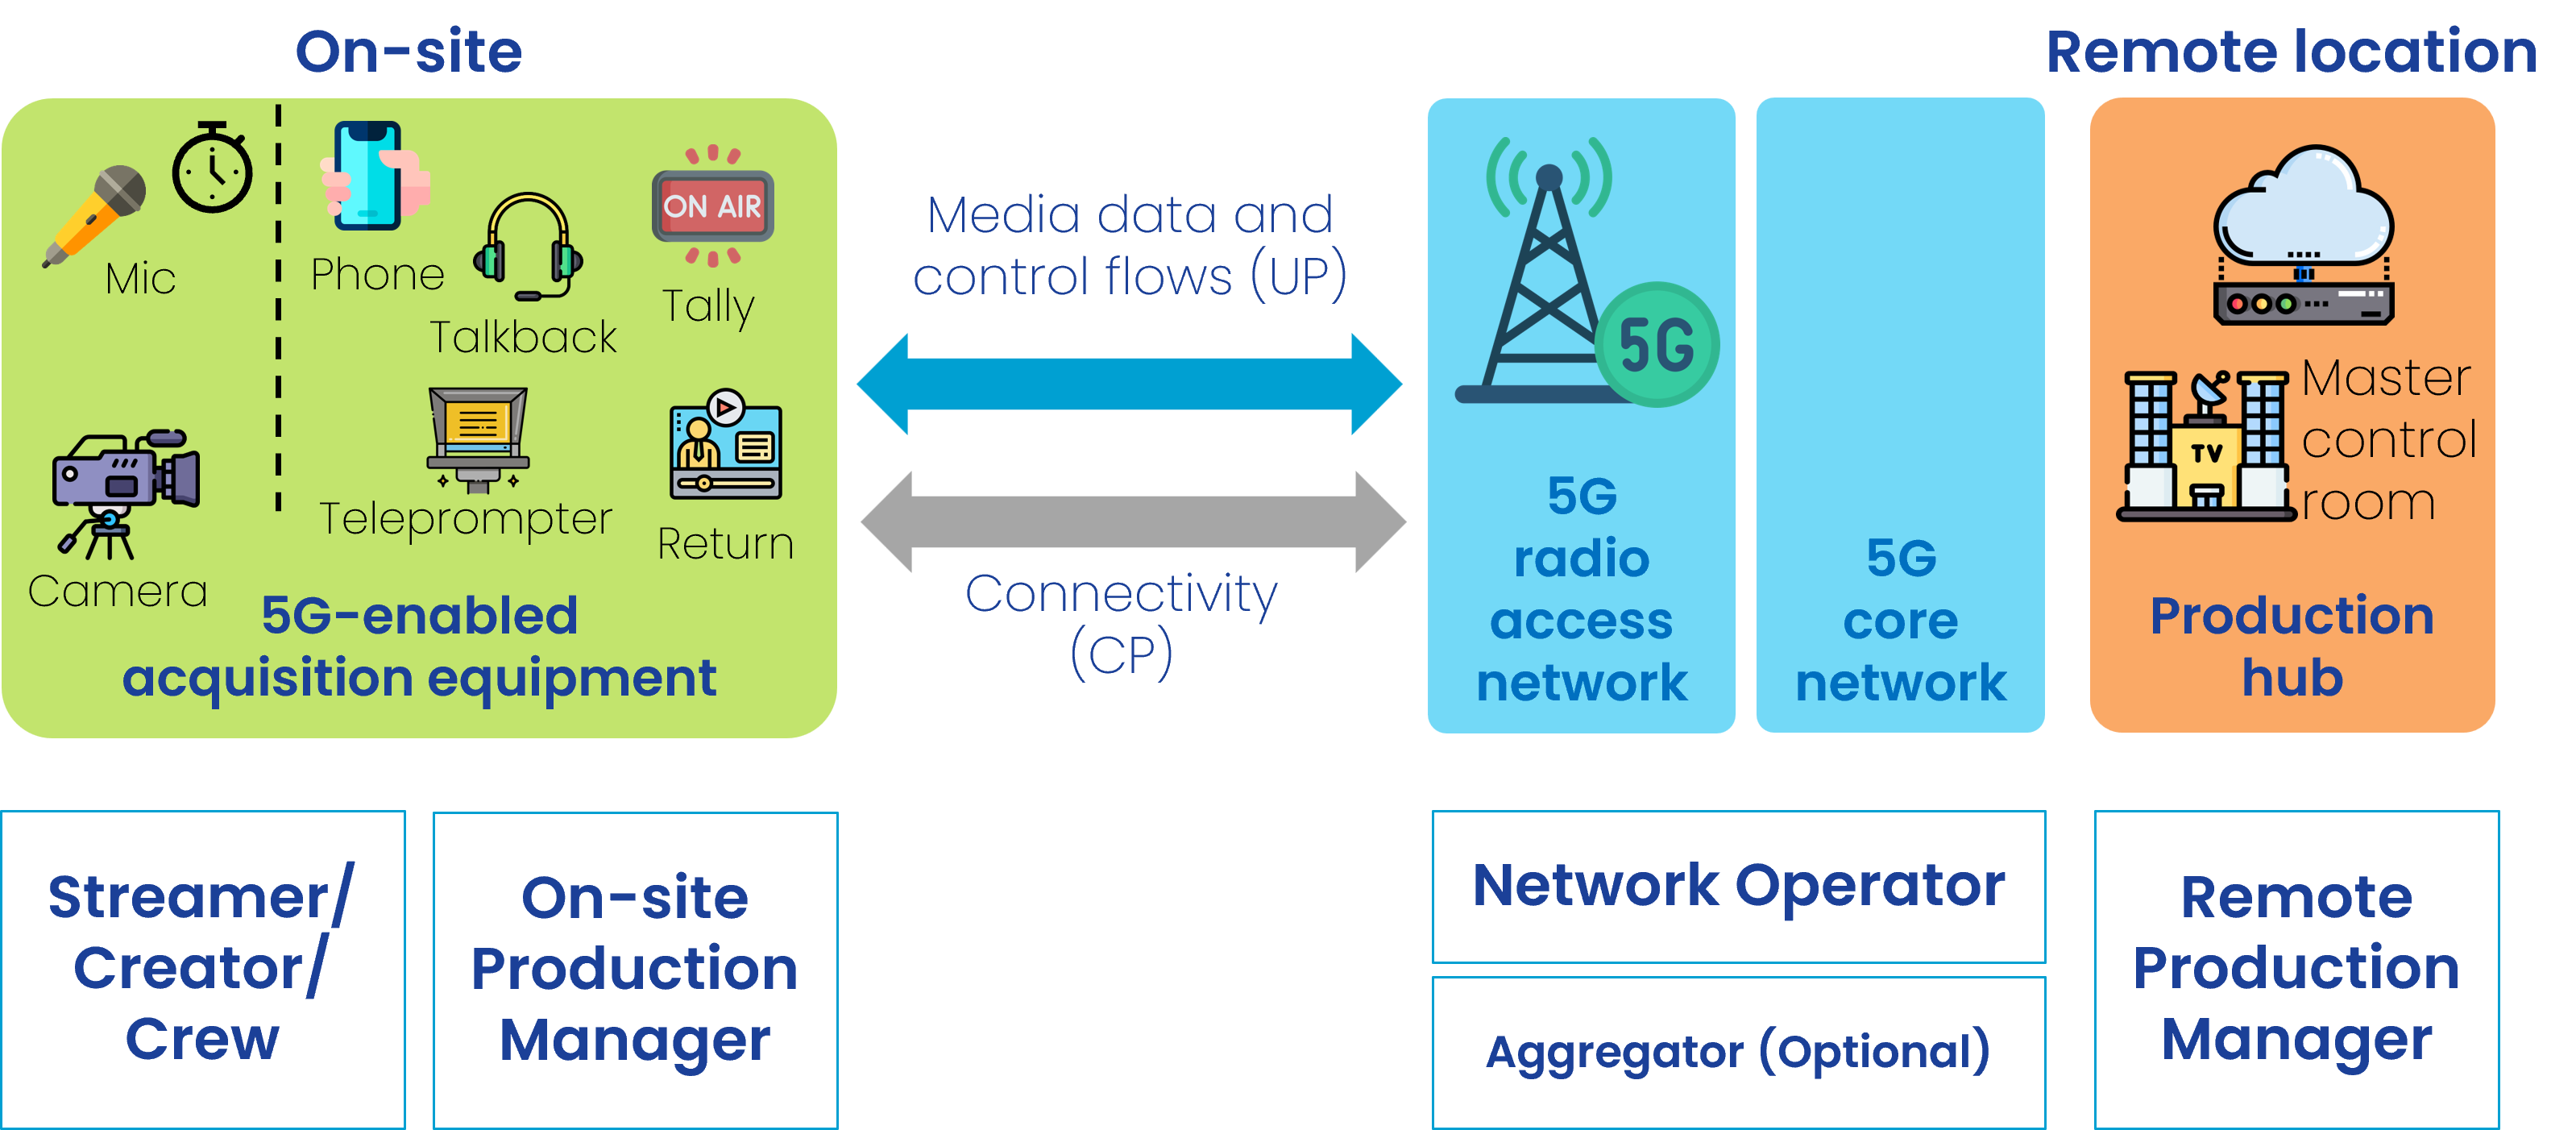 On-site
Remote location
Mic
Phone
Talkback
ON AIR
Tally
Camera
Teleprompter
Return
5G-enabled
acquisition equipment
Media data and
control flows (UP)
Connectivity
(CP)
5G
5G
radio
access
network
5G
core
network
TV
Master
control
room
Production
hub
Streamer/
Creator/
Crew
On-site
Production
Manager
Network Operator
Aggregator (Optional)
Remote
Production
Manager